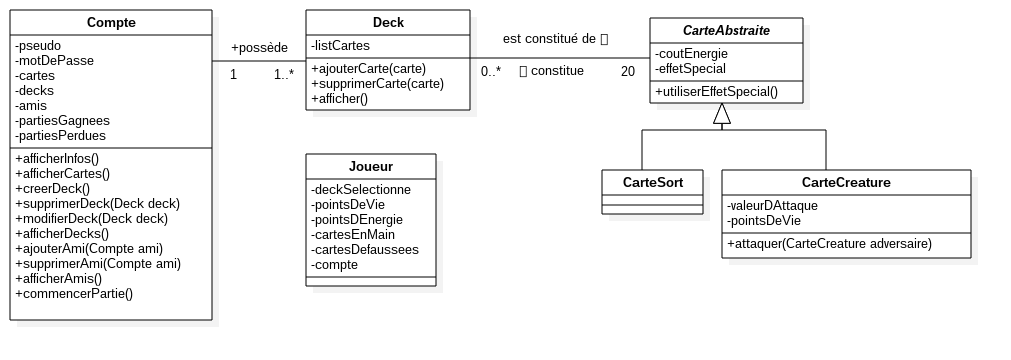 Compte
-pseudo
-motDePasse
-cartes
-decks
-amis
-partiesGagnees
-partiesPerdues
+afficherInfos()
+afficherCartes()
+creerDeck()
+supprimerDeck(Deck deck)
+modifierDeck(Deck deck)
+afficherDecks()
+ajouterAmi(Compte ami)
+supprimerAmi(Compte ami)
+afficherAmis()
+commencerPartie()
+possède
1 1..*
Deck
-listCartes
+ajouterCarte(carte)
+supprimerCarte(carte)
+afficher()
est constitué de
0..* constitue 20
CarteAbstraite
-coutEnergie
-effetSpecial
+utiliserEffetSpecial()
Joueur
-deckSelectionne
-pointsDeVie
-pointsDEnergie
-cartesEnMain
-cartesDefaussees
-compte
CarteSort
CarteCreature
-valeurDAttaque
-pointsDeVie
+attaquer(CarteCreature adversaire)